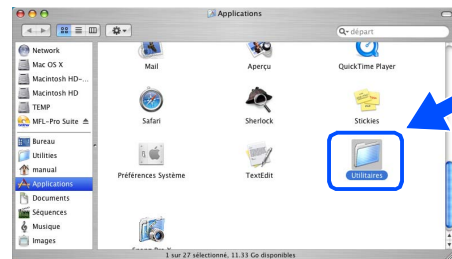 Applications
Q- départ
Network
Mac OS X
Macintosh HD-...
Macintosh HD
TEMP
MFL-Pro Suite
Bureau
Utilities
manual
Applications
Documents
Séquences
Musique
Images
Mail
Aperçu
QuickTime Player
Safari
Sherlock
Stickies
Préférences Système
TextEdit
Utilitaires
1 sur 27 sélectionné, 11.33 Go disponibles